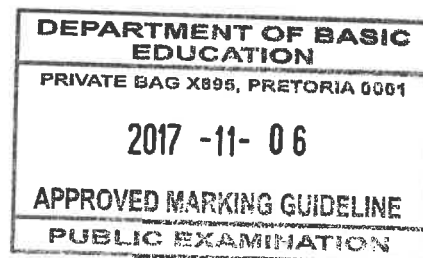 DEPARTMENT OF BASIC
EDUCATION
PRIVATE BAG X895, PRETORIA 0001
2017 -11- 06
APPROVED MARKING GUIDELINE
PUBLIC EXAMINATION